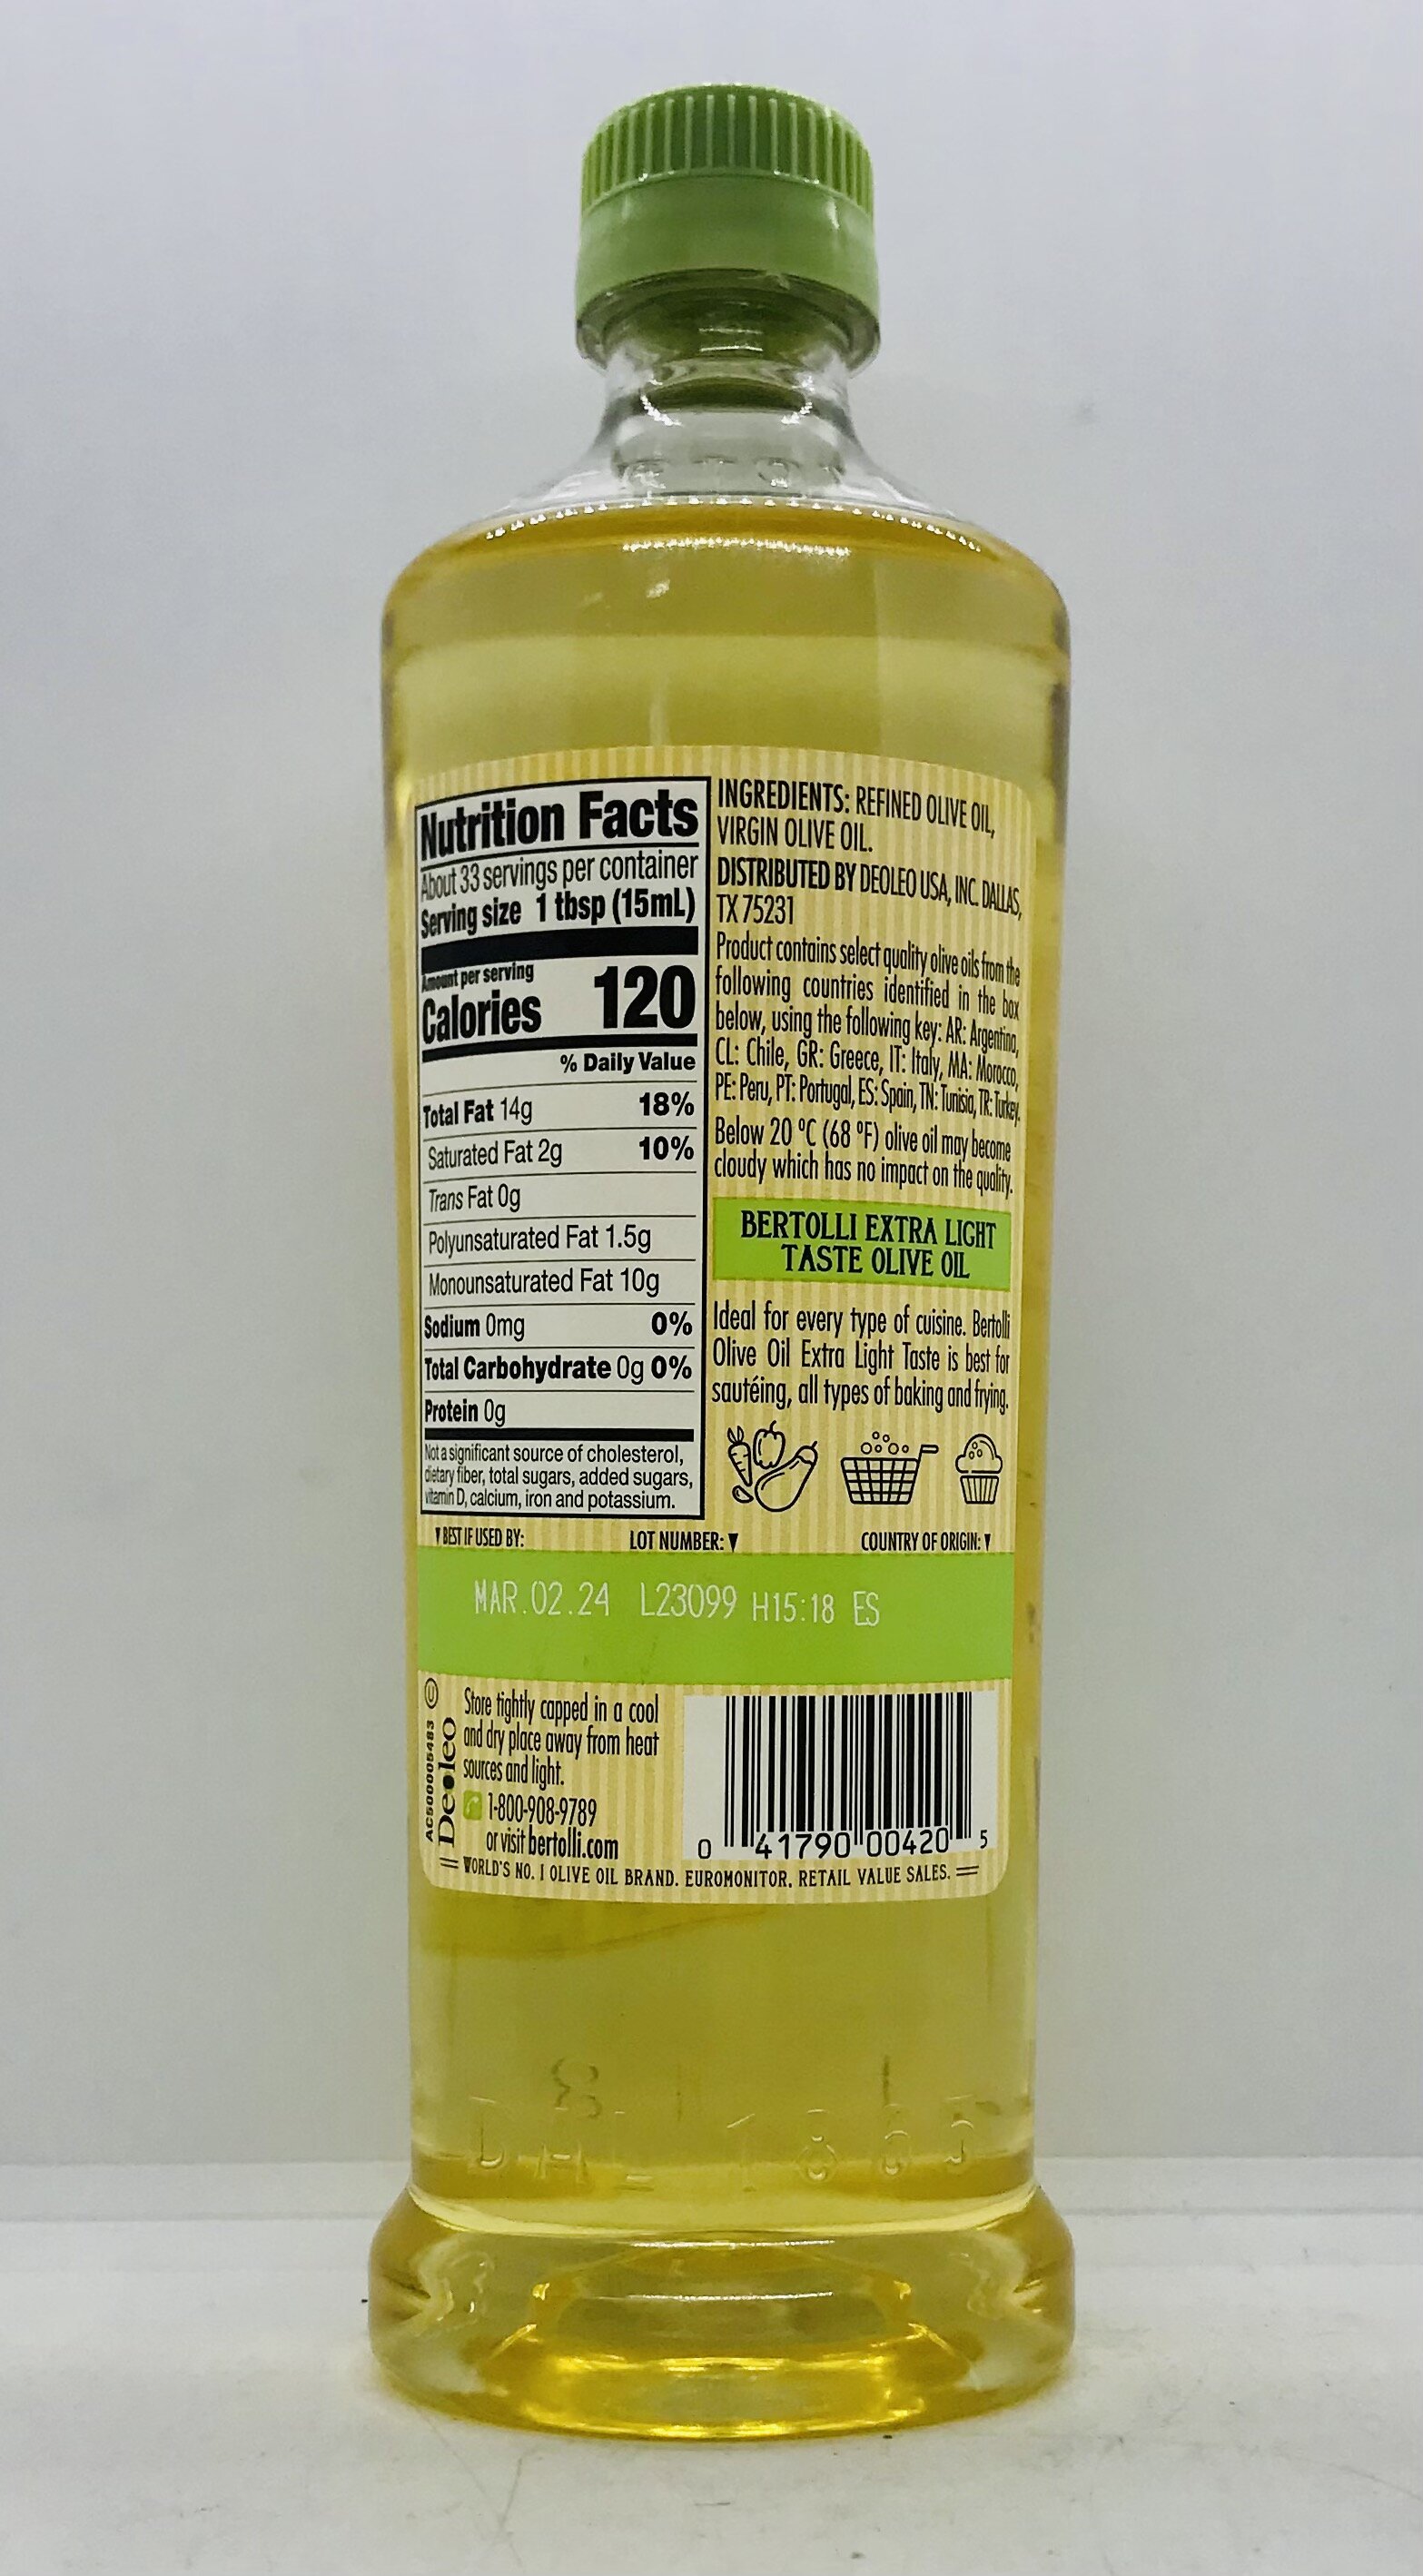 Nutrition Facts
About 33 servings per container
Serving size 1 tbsp (15mL)
Amount per serving
Calories 120
% Daily Value
Total Fat 14g 18%
Saturated Fat 2g 10%
Trans Fat 0g
Polyunsaturated Fat 1.5g
Monounsaturated Fat 10g
Sodium 0mg 0%
Total Carbohydrate 0g 0%
Protein 0g
Not a significant source of cholesterol,
dietary fiber, total sugars, added sugars,
vitamin D, calcium, iron and potassium.
INGREDIENTS: REFINED OLIVE OIL,
VIRGIN OLIVE OIL.
DISTRIBUTED BY DEOLEO USA, INC. DALLAS,
TX 75231
Product contains select quality olive oils from the
following countries identified in the box
below, using the following key: AR: Argentina,
CL: Chile, GR: Greece, IT: Italy, MA: Morocco,
PE: Peru, PT: Portugal, ES: Spain, TN: Tunisia, TR: Turkey.
Below 20 ºC (68 ºF) olive oil may become
cloudy which has no impact on the quality.
BERTOLLI EXTRA LIGHT
TASTE OLIVE OIL
Ideal for every type of cuisine. Bertolli
Olive Oil Extra Light Taste is best for
sautéing, all types of baking and frying.
▼BEST IF USED BY: LOT NUMBER:▼ COUNTRY OF ORIGIN:▼
MAR.02.24 L23099 H15:18 ES
U
AC500005483
Deoleo
Store tightly capped in a cool
and dry place away from heat
sources and light.
1-800-908-9789
or visit bertolli.com
0 41790 00420 5
WORLD'S NO. 1 OLIVE OIL BRAND. EUROMONITOR, RETAIL VALUE SALES.